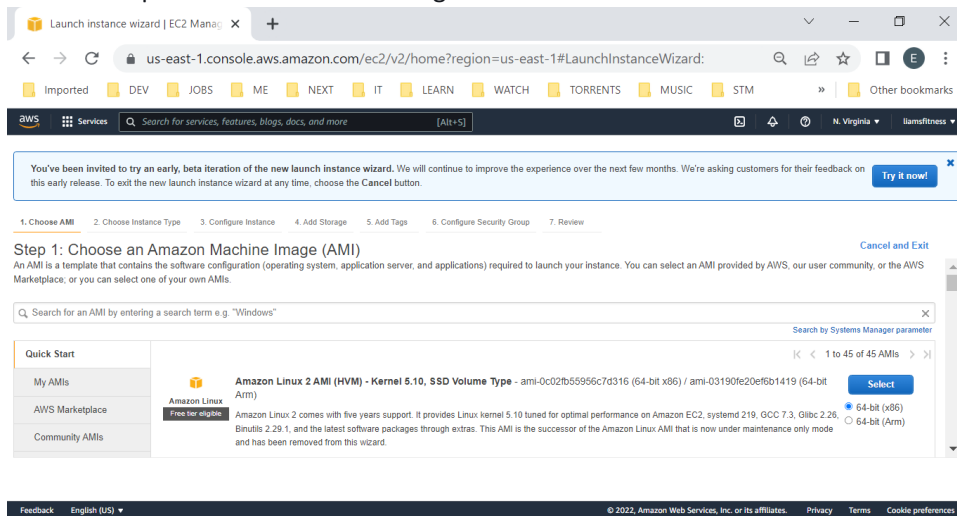 Launch instance wizard | EC2 Manag
us-east-1.console.aws.amazon.com/ec2/v2/home?region=us-east-1#LaunchInstanceWizard:
E
Imported DEV JOBS ME NEXT IT LEARN WATCH TORRENTS MUSIC STM » Other bookmarks
aws Services Search for services, features, blogs, docs, and more [Alt+S] N. Virginia liamsfitness
You've been invited to try an early, beta iteration of the new launch instance wizard. We will continue to improve the experience over the next few months. We're asking customers for their feedback on
this early release. To exit the new launch instance wizard at any time, choose the Cancel button.
Try it now!
1. Choose AMI 2. Choose Instance Type 3. Configure Instance 4. Add Storage 5. Add Tags 6. Configure Security Group 7. Review
Step 1: Choose an Amazon Machine Image (AMI)
Cancel and Exit
An AMI is a template that contains the software configuration (operating system, application server, and applications) required to launch your instance. You can select an AMI provided by AWS, our user community, or the AWS
Marketplace; or you can select one of your own AMIs.
Search for an AMI by entering a search term e.g. "Windows"
Search by Systems Manager parameter
Quick Start
1 to 45 of 45 AMIs
My AMIs
AWS Marketplace
Community AMIs
Amazon Linux
Free tier eligible
Amazon Linux 2 AMI (HVM) - Kernel 5.10, SSD Volume Type - ami-0c02fb55956c7d316 (64-bit x86) / ami-03190fe20ef6b1419 (64-bit
Arm)
Amazon Linux 2 comes with five years support. It provides Linux kernel 5.10 tuned for optimal performance on Amazon EC2, systemd 219, GCC 7.3, Glibc 2.26,
Binutils 2.29.1, and the latest software packages through extras. This AMI is the successor of the Amazon Linux AMI that is now under maintenance only mode
and has been removed from this wizard.
Select
64-bit (x86)
64-bit (Arm)
Feedback English (US) © 2022, Amazon Web Services, Inc. or its affiliates. Privacy Terms Cookie preferences